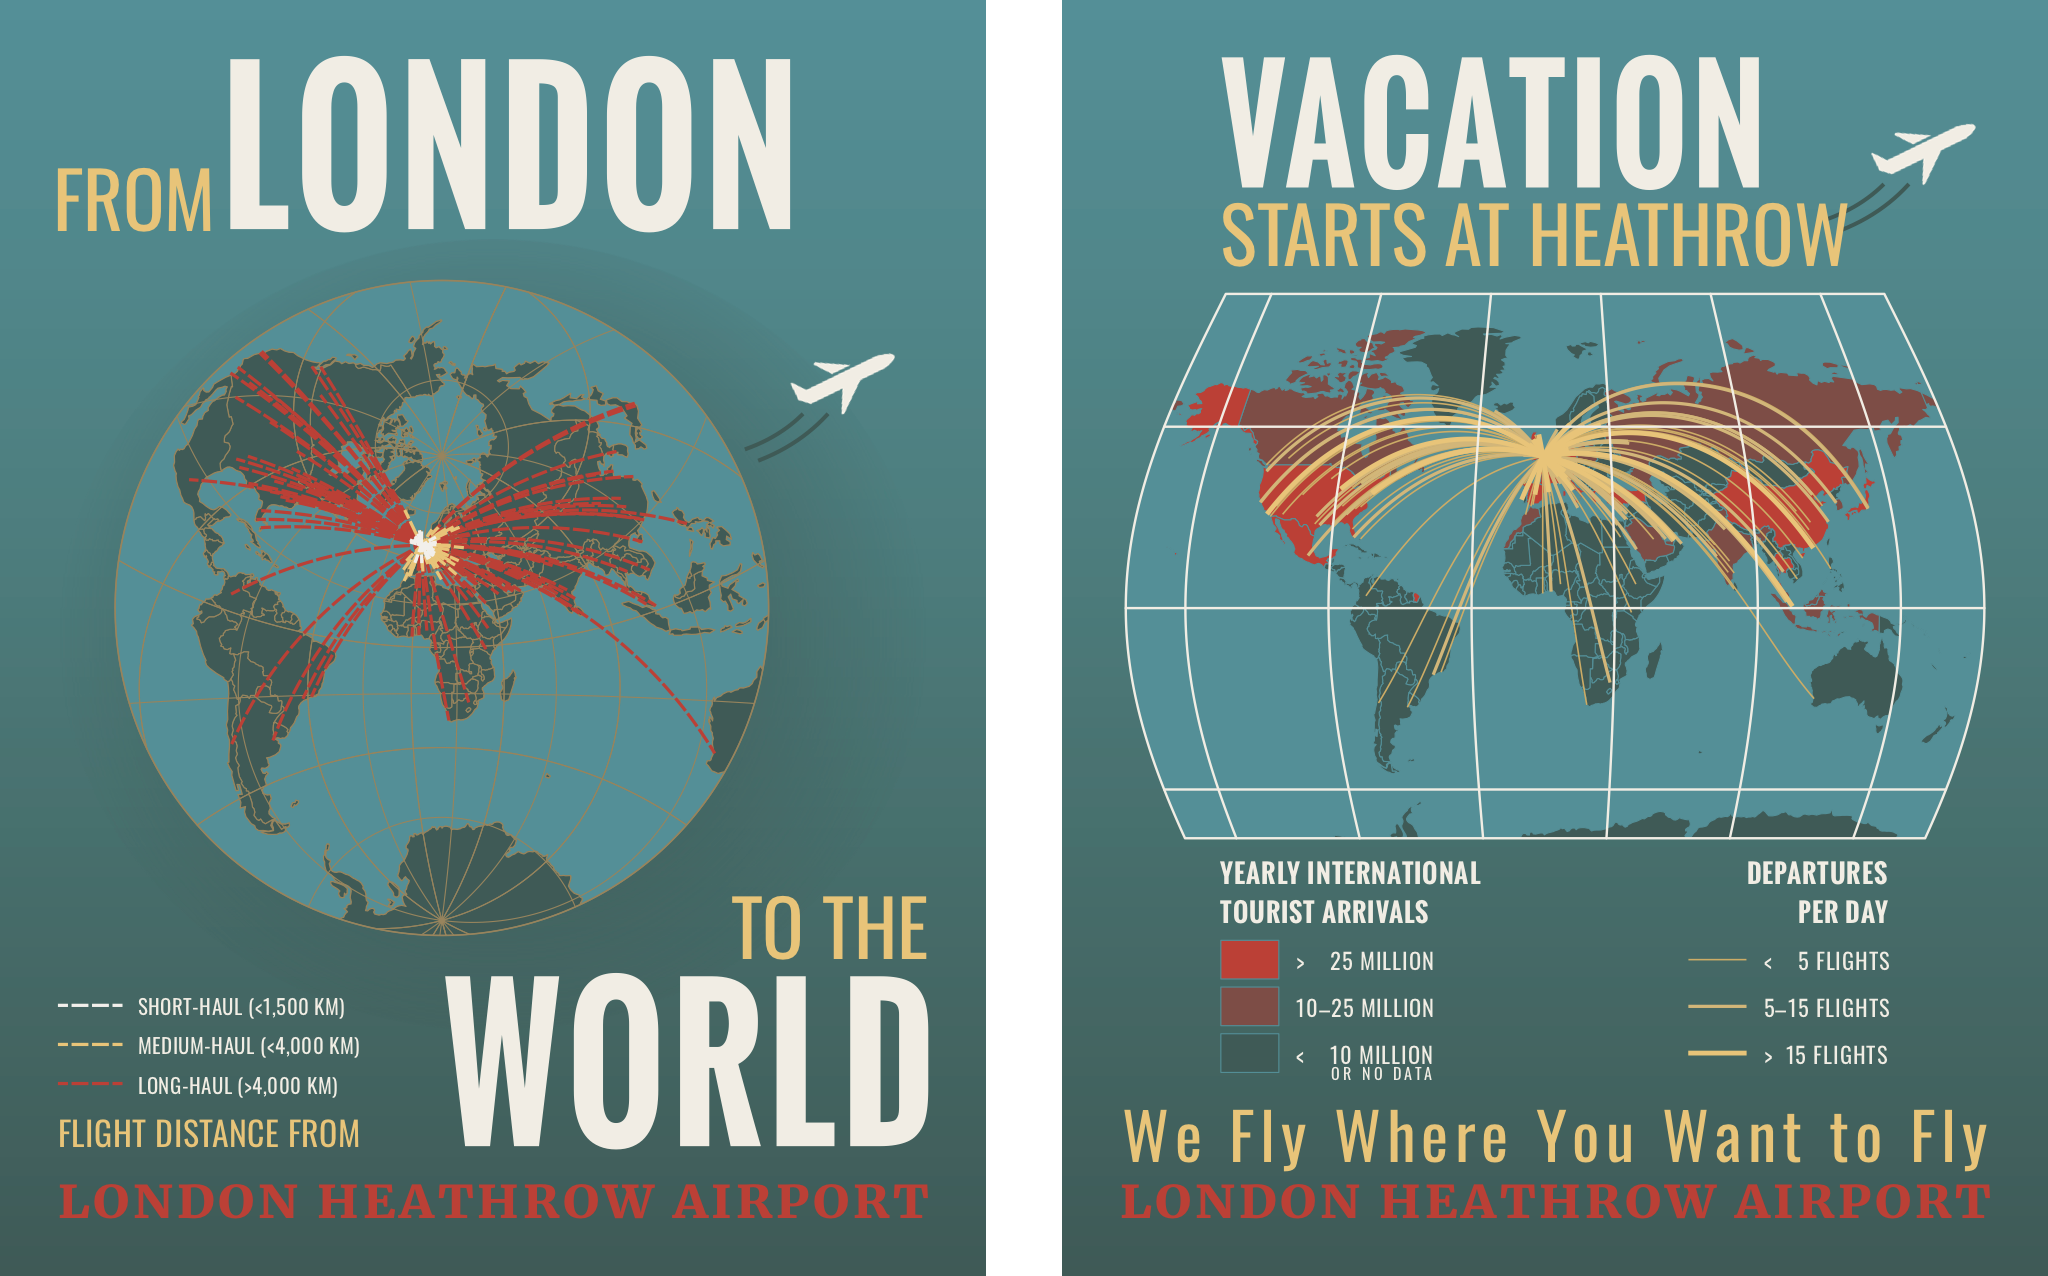 FROM LONDON
TO THE
WORLD
SHORT-HAUL (<1,500 KM)
MEDIUM-HAUL (<4,000 KM)
LONG-HAUL (>4,000 KM)
FLIGHT DISTANCE FROM
LONDON HEATHROW AIRPORT
VACATION
STARTS AT HEATHROW
YEARLY INTERNATIONAL
TOURIST ARRIVALS
> 25 MILLION
10–25 MILLION
< 10 MILLION
OR NO DATA
DEPARTURES
PER DAY
< 5 FLIGHTS
5–15 FLIGHTS
> 15 FLIGHTS
We Fly Where You Want to Fly
LONDON HEATHROW AIRPORT